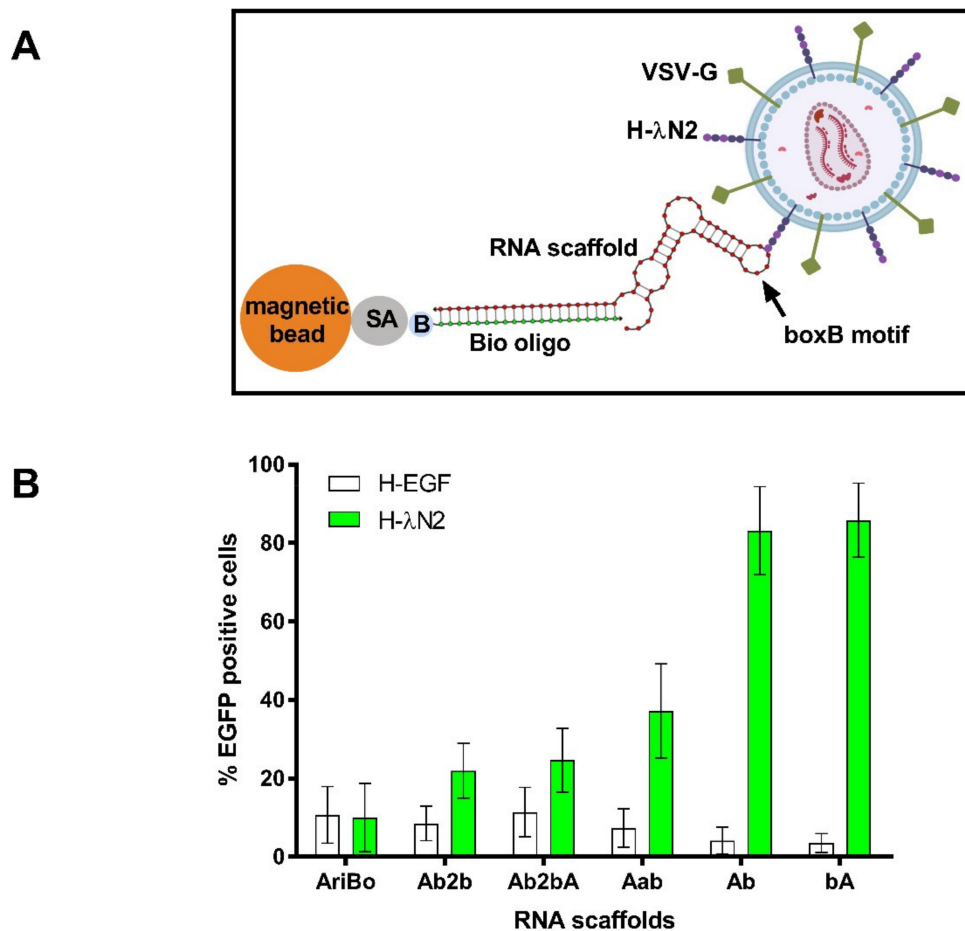 A
VSV-G
H-λN2
RNA scaffold
magnetic
bead
SA
B
Bio oligo
boxB motif
B
100
80
60
40
20
0
% EGFP positive cells
H-EGF
H-λN2
AriBo Ab2b Ab2bA Aab Ab bA
RNA scaffolds